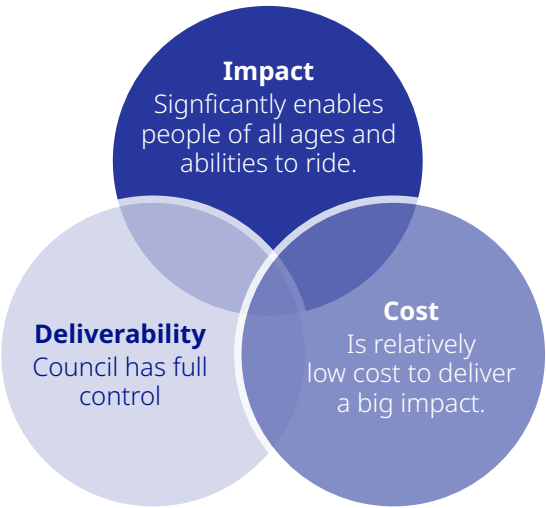 Impact
Signficantly enables
people of all ages and
abilities to ride.
Deliverability
Council has full
control
Cost
Is relatively
low cost to deliver
a big impact.